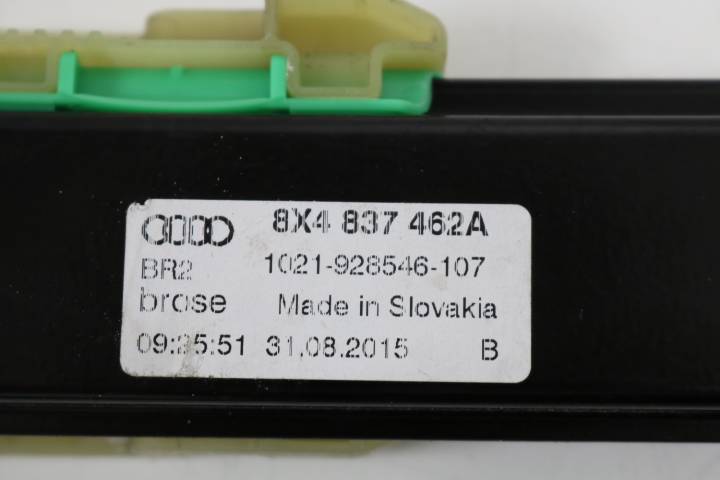 8X4 837 462A
BR2 1021-928546-107
brose Made in Slovakia
09:35:51 31.08.2015 B